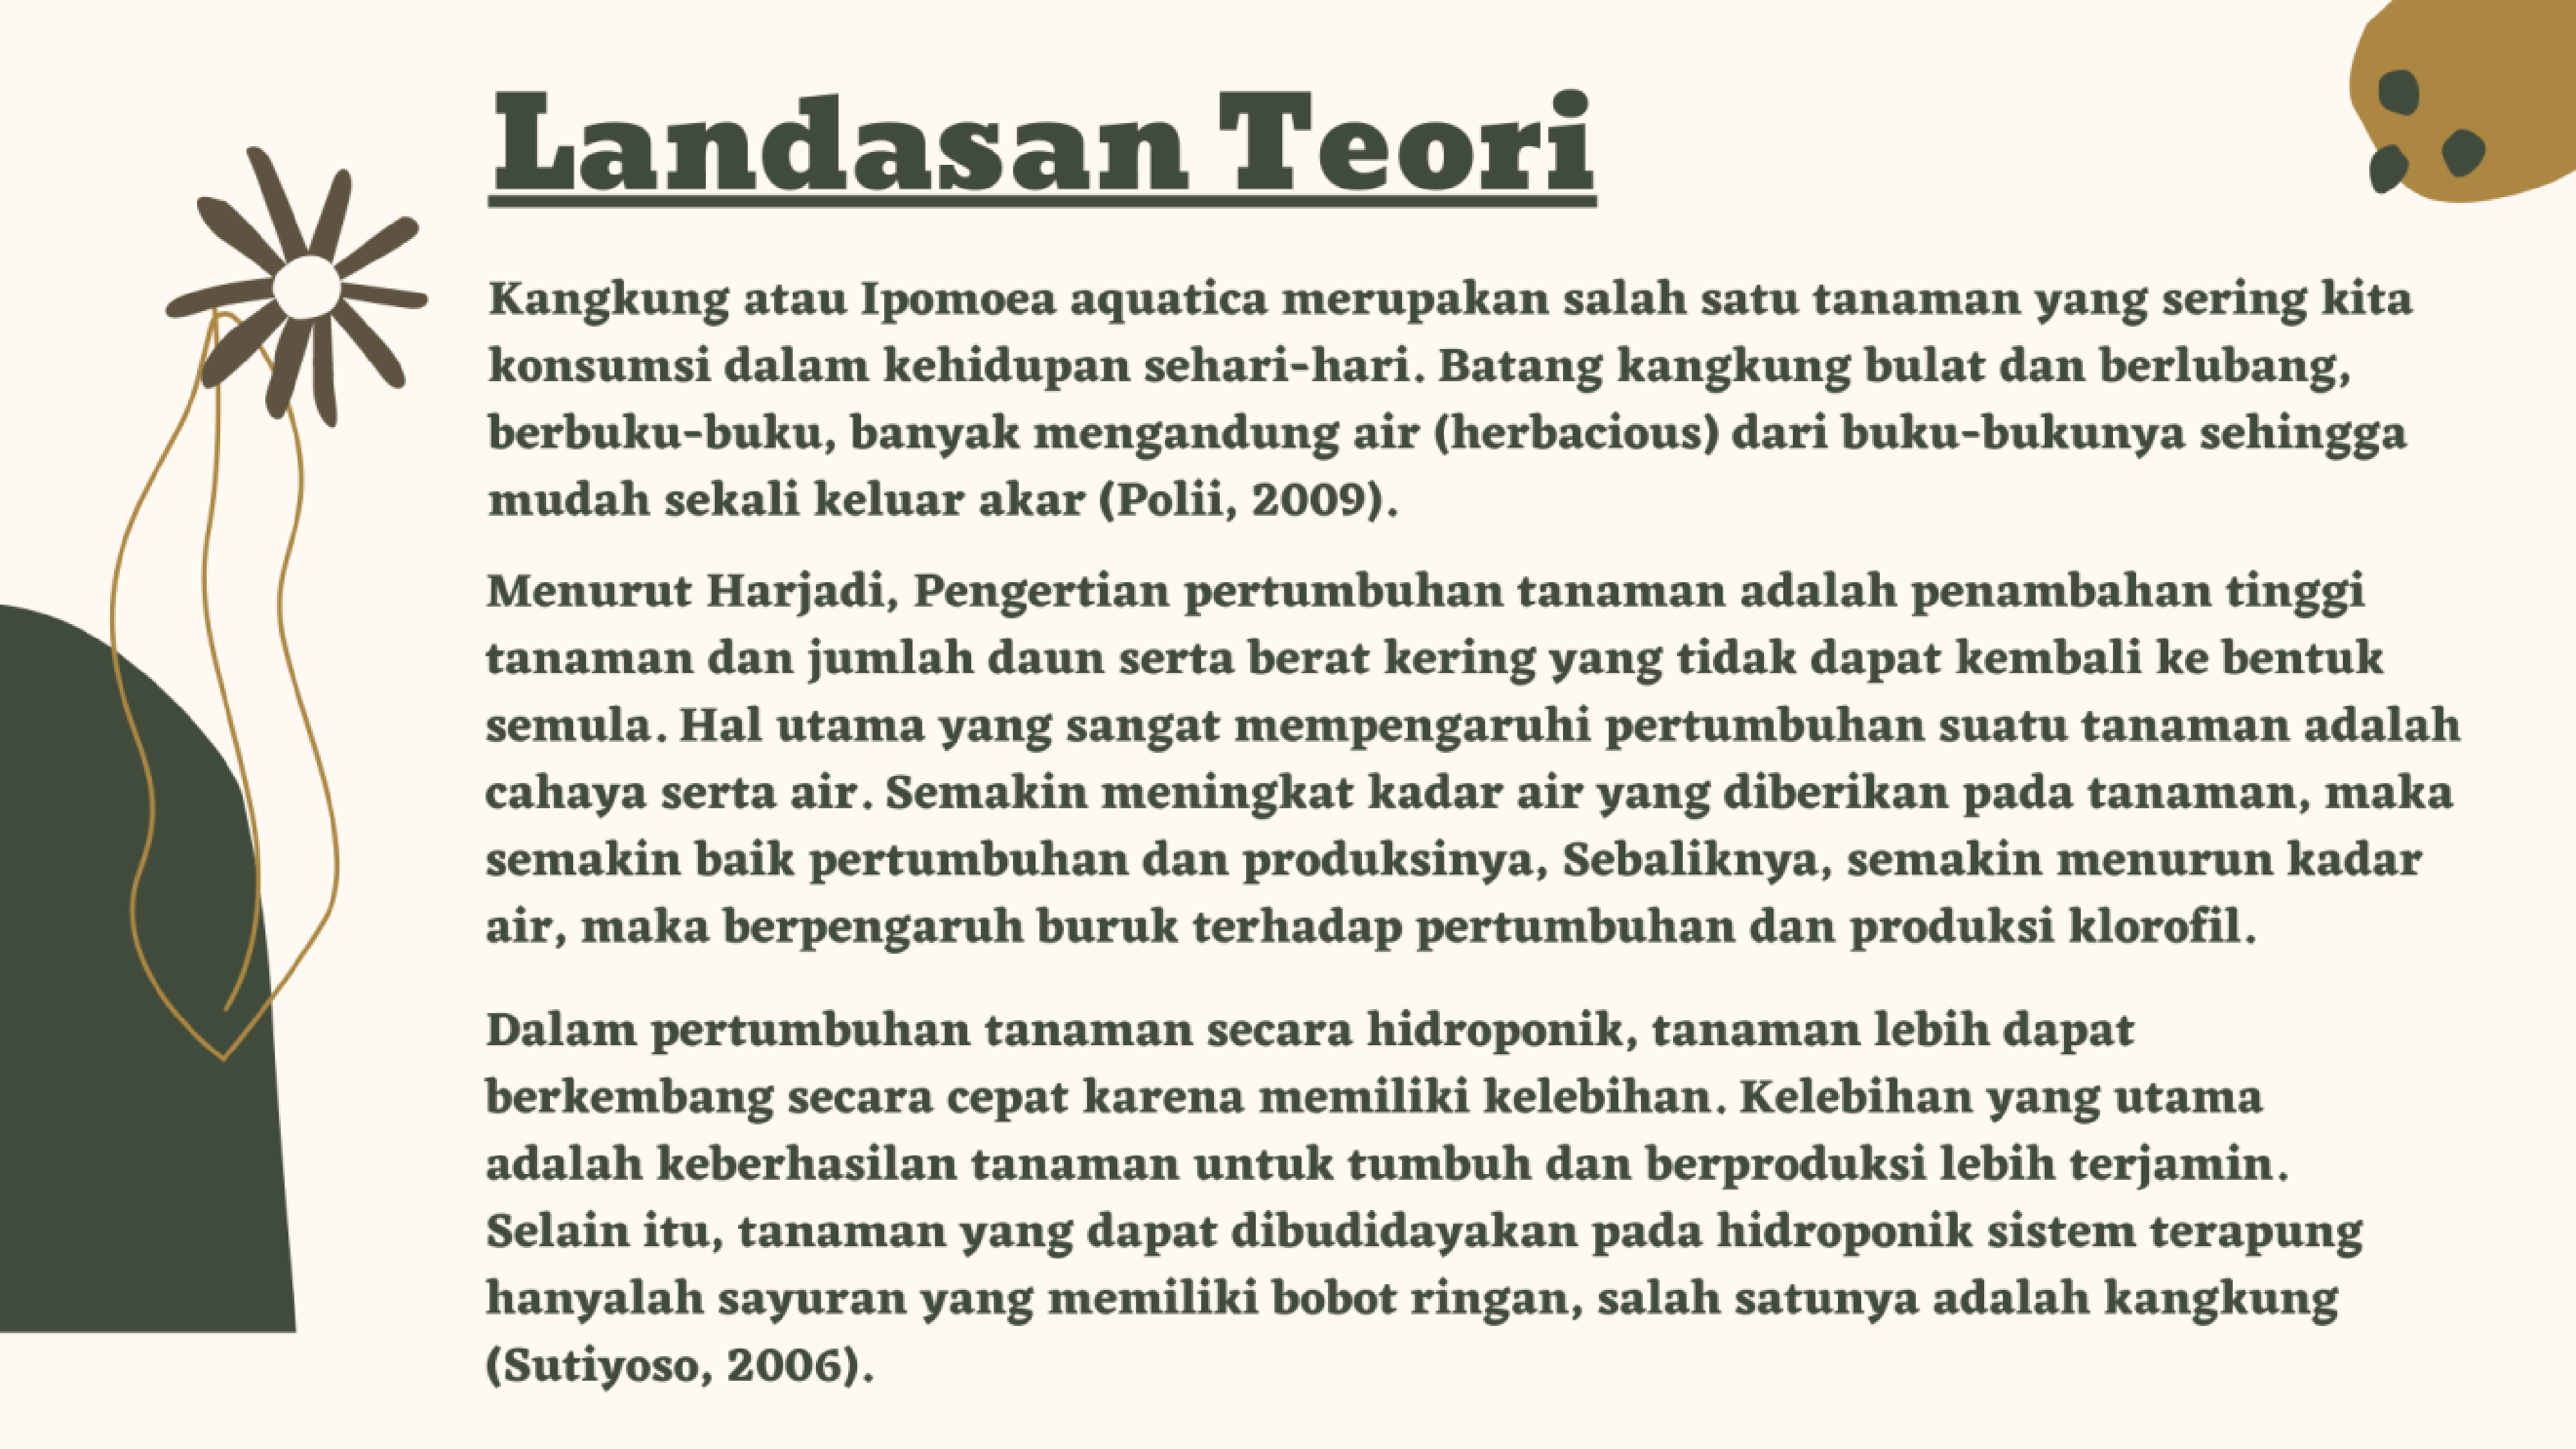 Landasan Teori
Kangkung atau Ipomoea aquatica merupakan salah satu tanaman yang sering kita
konsumsi dalam kehidupan sehari-hari. Batang kangkung bulat dan berlubang,
berbuku-buku, banyak mengandung air (herbacious) dari buku-bukunya sehingga
mudah sekali keluar akar (Polii, 2009).
Menurut Harjadi, Pengertian pertumbuhan tanaman adalah penambahan tinggi
tanaman dan jumlah daun serta berat kering yang tidak dapat kembali ke bentuk
semula. Hal utama yang sangat mempengaruhi pertumbuhan suatu tanaman adalah
cahaya serta air. Semakin meningkat kadar air yang diberikan pada tanaman, maka
semakin baik pertumbuhan dan produksinya, Sebaliknya, semakin menurun kadar
air, maka berpengaruh buruk terhadap pertumbuhan dan produksi klorofil.
Dalam pertumbuhan tanaman secara hidroponik, tanaman lebih dapat
berkembang secara cepat karena memiliki kelebihan. Kelebihan yang utama
adalah keberhasilan tanaman untuk tumbuh dan berproduksi lebih terjamin.
Selain itu, tanaman yang dapat dibudidayakan pada hidroponik sistem terapung
hanyalah sayuran yang memiliki bobot ringan, salah satunya adalah kangkung
(Sutiyoso, 2006).